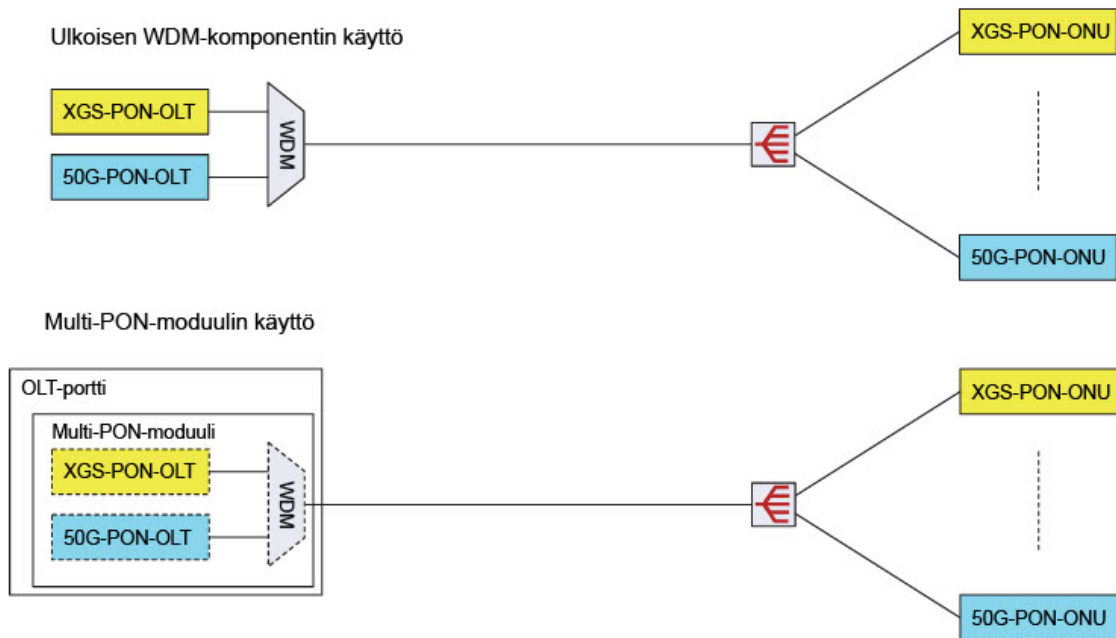 Ulkoisen WDM-komponentin käyttö
XGS-PON-ONU
XGS-PON-OLT
WDM
50G-PON-OLT
50G-PON-ONU
Multi-PON-moduulin käyttö
OLT-portti
XGS-PON-ONU
Multi-PON-moduuli
XGS-PON-OLT
WDM
50G-PON-OLT
50G-PON-ONU